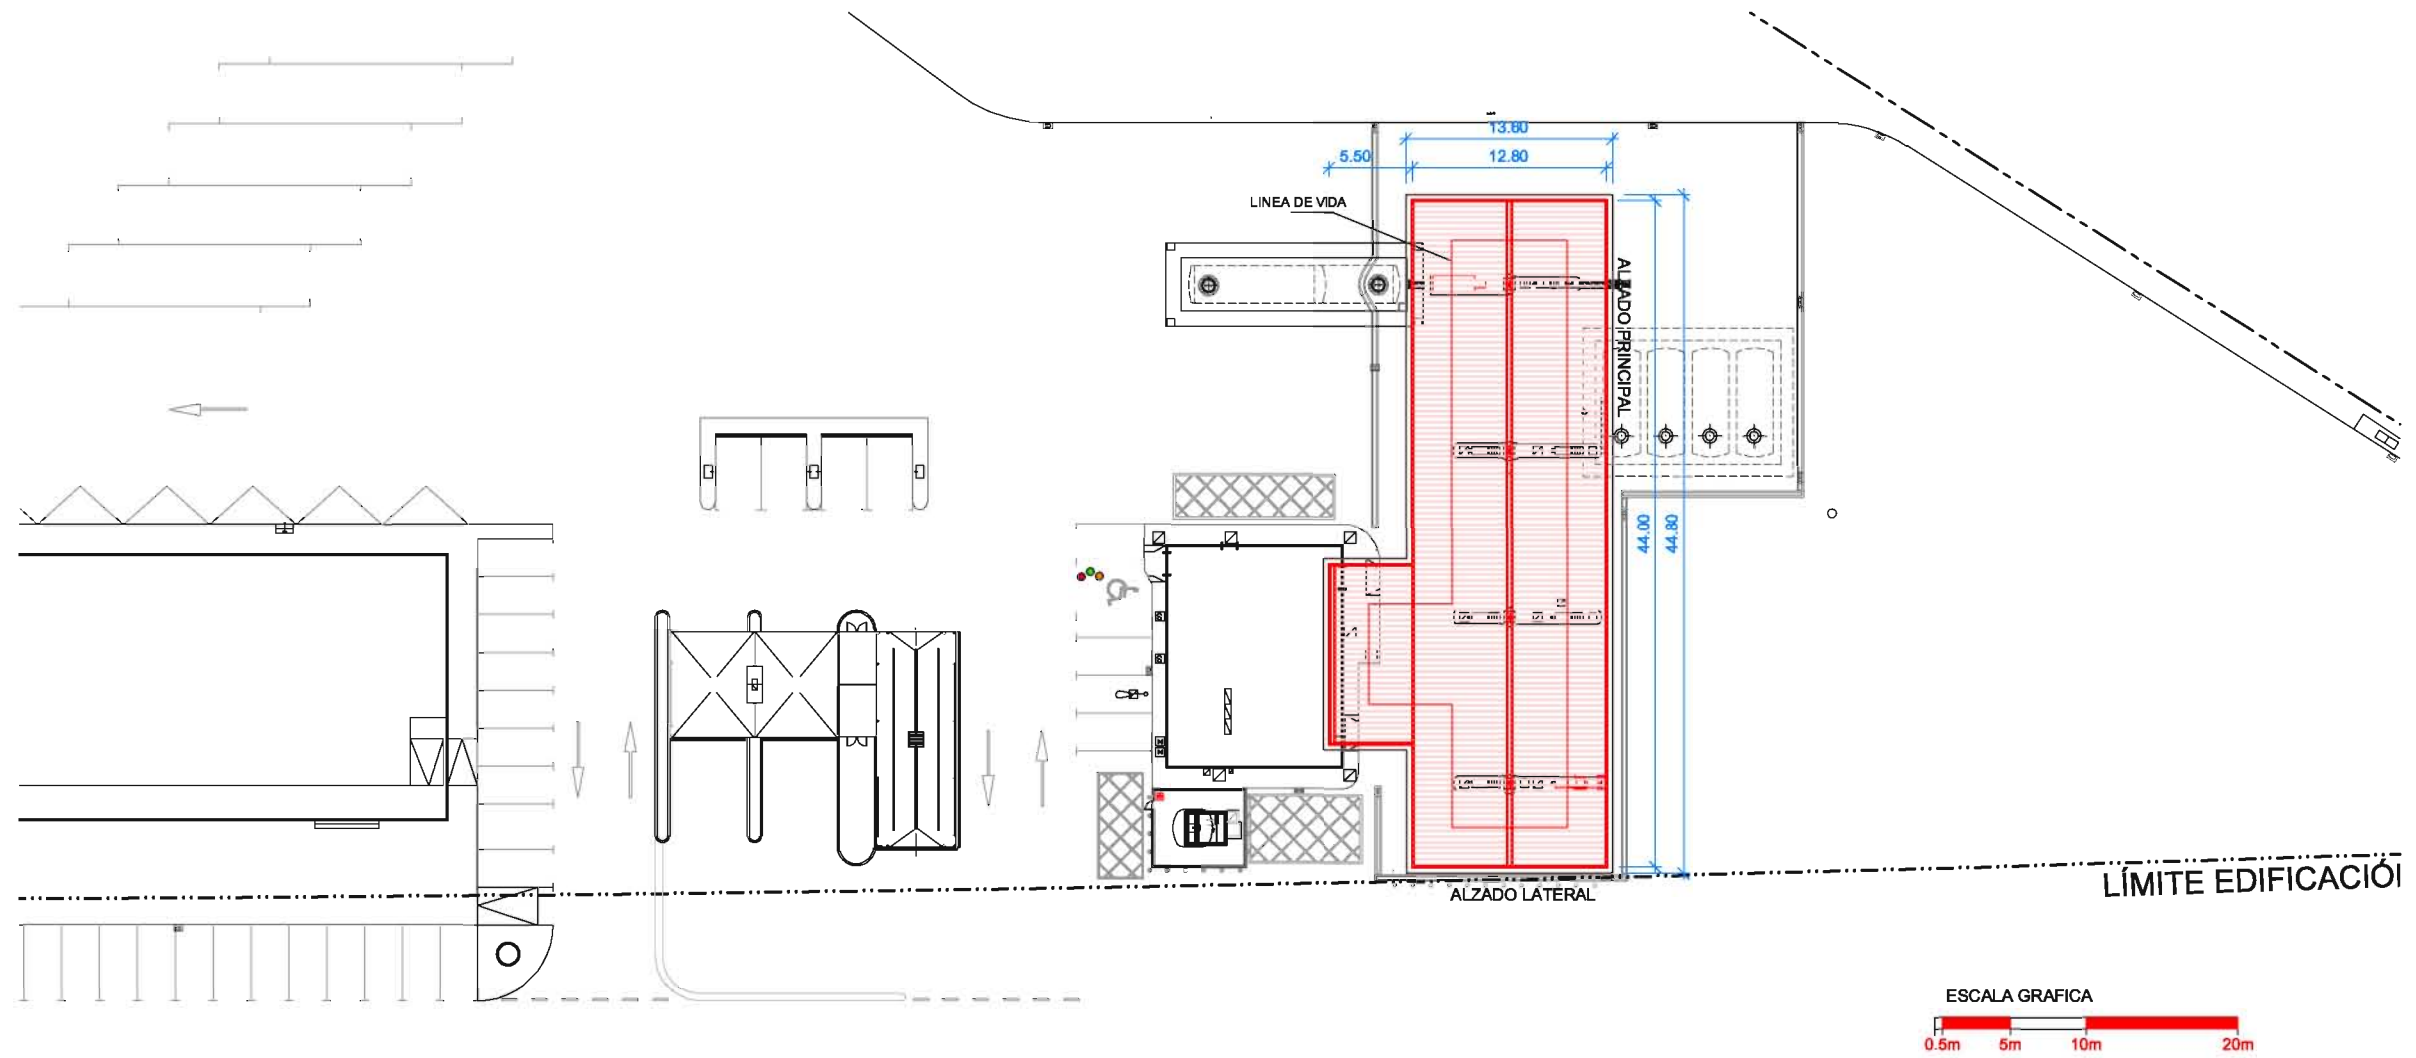 13.60
5.50
12.80
LINEA DE VIDA
ALZADO PRINCIPAL
44.00
44.80
ALZADO LATERAL
LÍMITE EDIFICACIÓ
ESCALA GRAFICA
0.5m 5m 10m 20m